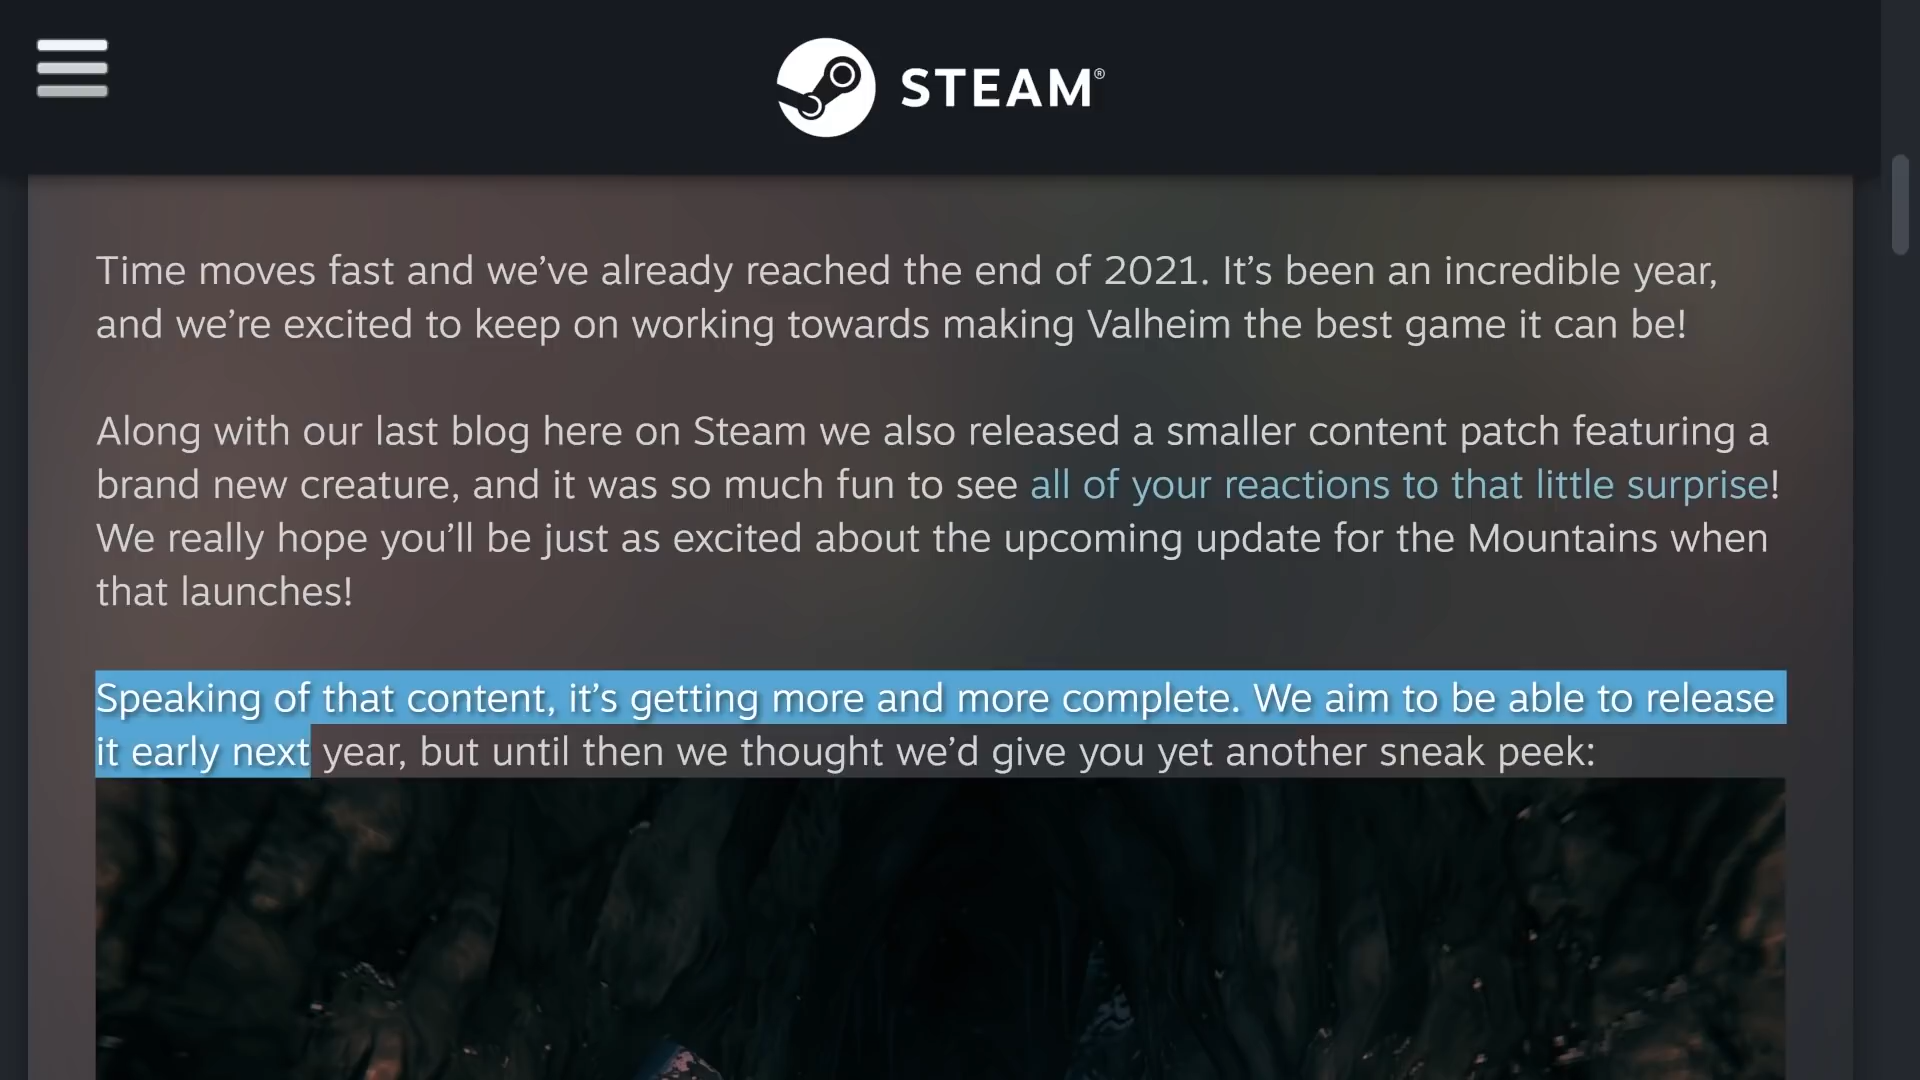 STEAM®
Time moves fast and we’ve already reached the end of 2021. It’s been an incredible year,
and we’re excited to keep on working towards making Valheim the best game it can be!
Along with our last blog here on Steam we also released a smaller content patch featuring a
brand new creature, and it was so much fun to see all of your reactions to that little surprise!
We really hope you’ll be just as excited about the upcoming update for the Mountains when
that launches!
Speaking of that content, it’s getting more and more complete. We aim to be able to release
it early next year, but until then we thought we’d give you yet another sneak peek: